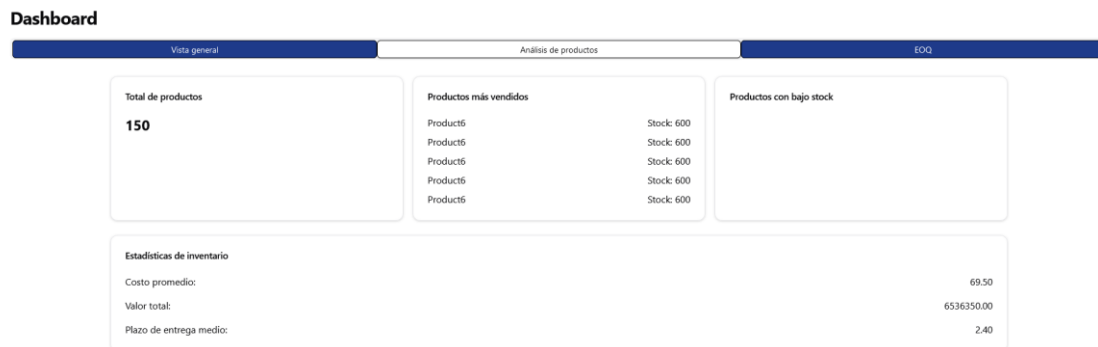 Dashboard
Vista general
Análisis de productos
EOQ
Total de productos
150
Productos más vendidos
Product6 Stock: 600
Product6 Stock: 600
Product6 Stock: 600
Product6 Stock: 600
Product6 Stock: 600
Productos con bajo stock
Estadísticas de inventario
Costo promedio: 69.50
Valor total: 6536350.00
Plazo de entrega medio: 2.40